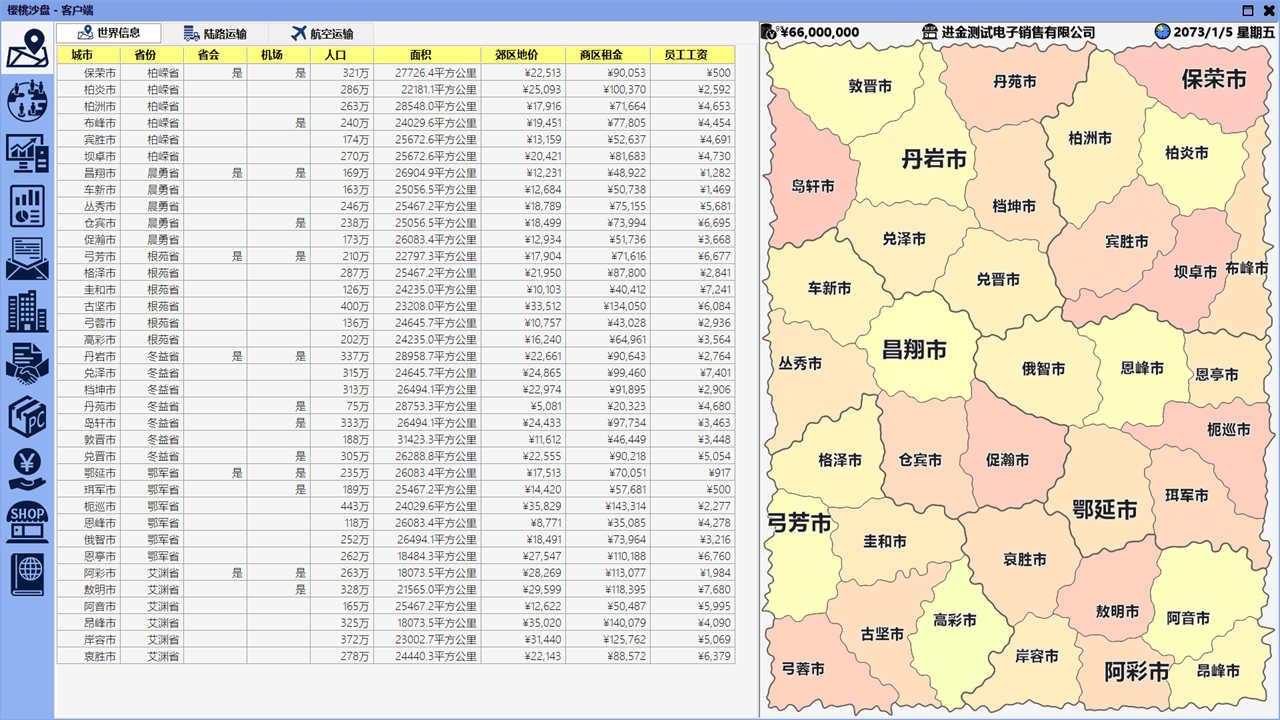 樱桃沙盘 - 客户端
世界信息 陆路运输 航空运输
¥66,000,000 进金测试电子销售有限公司 2073/1/5 星期五
城市 省份 省会 机场 人口 面积 郊区地价 商区租金 员工工资
保荣市 柏嵘省 是 是 321万 27726.4平方公里 ¥22,513 ¥90,053 ¥500
柏炎市 柏嵘省 286万 22181.1平方公里 ¥25,093 ¥100,370 ¥2,592
柏洲市 柏嵘省 263万 28548.0平方公里 ¥17,916 ¥71,664 ¥4,653
布峰市 柏嵘省 是 240万 24029.6平方公里 ¥19,451 ¥77,805 ¥4,454
宾胜市 柏嵘省 174万 25672.6平方公里 ¥13,159 ¥52,637 ¥4,691
坝卓市 柏嵘省 270万 25672.6平方公里 ¥20,421 ¥81,683 ¥4,730
昌翔市 晨勇省 是 是 169万 26904.9平方公里 ¥12,231 ¥48,922 ¥1,282
车新市 晨勇省 163万 25056.5平方公里 ¥12,684 ¥50,738 ¥1,469
丛秀市 晨勇省 246万 25467.2平方公里 ¥18,789 ¥75,155 ¥5,681
仓宾市 晨勇省 是 238万 25056.5平方公里 ¥18,499 ¥73,994 ¥6,695
促瀚市 晨勇省 173万 26083.4平方公里 ¥12,934 ¥51,736 ¥3,668
弓芳市 根苑省 是 是 210万 22797.3平方公里 ¥17,904 ¥71,616 ¥6,677
格泽市 根苑省 287万 25467.2平方公里 ¥21,950 ¥87,800 ¥2,841
圭和市 根苑省 126万 24235.0平方公里 ¥10,103 ¥40,412 ¥7,241
古坚市 根苑省 400万 23208.0平方公里 ¥33,512 ¥134,050 ¥6,084
弓蓉市 根苑省 136万 24645.7平方公里 ¥10,757 ¥43,028 ¥2,936
高彩市 根苑省 202万 24235.0平方公里 ¥16,240 ¥64,961 ¥3,564
丹岩市 冬益省 是 是 337万 28958.7平方公里 ¥22,661 ¥90,643 ¥2,764
兑泽市 冬益省 315万 24645.7平方公里 ¥24,865 ¥99,460 ¥7,401
档坤市 冬益省 313万 26494.1平方公里 ¥22,974 ¥91,895 ¥2,906
丹苑市 冬益省 是 75万 28753.3平方公里 ¥5,081 ¥20,323 ¥4,680
岛轩市 冬益省 是 333万 26494.1平方公里 ¥24,433 ¥97,734 ¥3,463
敦晋市 冬益省 188万 31423.3平方公里 ¥11,612 ¥46,449 ¥3,448
兑晋市 冬益省 是 305万 26288.8平方公里 ¥22,555 ¥90,218 ¥5,054
鄂延市 鄂军省 是 是 235万 26083.4平方公里 ¥17,513 ¥70,051 ¥917
珥军市 鄂军省 是 189万 25467.2平方公里 ¥14,420 ¥57,681 ¥500
枙巡市 鄂军省 443万 24029.6平方公里 ¥35,829 ¥143,314 ¥2,277
恩峰市 鄂军省 118万 26083.4平方公里 ¥8,771 ¥35,085 ¥4,278
俄智市 鄂军省 252万 26494.1平方公里 ¥18,491 ¥73,964 ¥3,216
恩亭市 鄂军省 262万 18484.3平方公里 ¥27,547 ¥110,188 ¥6,760
阿彩市 艾渊省 是 是 263万 18073.5平方公里 ¥28,269 ¥113,077 ¥1,984
敖明市 艾渊省 是 328万 21565.0平方公里 ¥29,599 ¥118,395 ¥7,680
阿音市 艾渊省 165万 25467.2平方公里 ¥12,622 ¥50,487 ¥5,995
昂峰市 艾渊省 325万 18073.5平方公里 ¥35,020 ¥140,079 ¥4,090
岸容市 艾渊省 372万 23002.7平方公里 ¥31,440 ¥125,762 ¥5,069
哀胜市 艾渊省 278万 24440.3平方公里 ¥22,143 ¥88,572 ¥6,379
PC
SHOP
敦晋市 丹苑市 保荣市
柏洲市
丹岩市 柏炎市
岛轩市
档坤市
兑泽市 宾胜市
坝卓市 布峰市
车新市 兑晋市
昌翔市
丛秀市 俄智市 恩峰市 恩亭市
枙巡市
格泽市 仓宾市 促瀚市
珥军市
弓芳市 鄂延市
圭和市
哀胜市
古坚市 高彩市 敖明市 阿音市
弓蓉市 岸容市 阿彩市 昂峰市